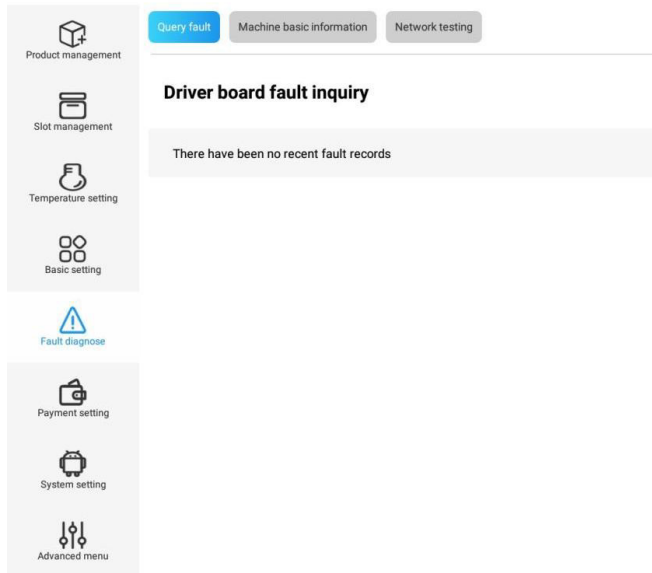 Query fault
Machine basic information
Network testing
Product management
Driver board fault inquiry
Slot management
There have been no recent fault records
Temperature setting
Basic setting
Fault diagnose
Payment setting
System setting
Advanced menu